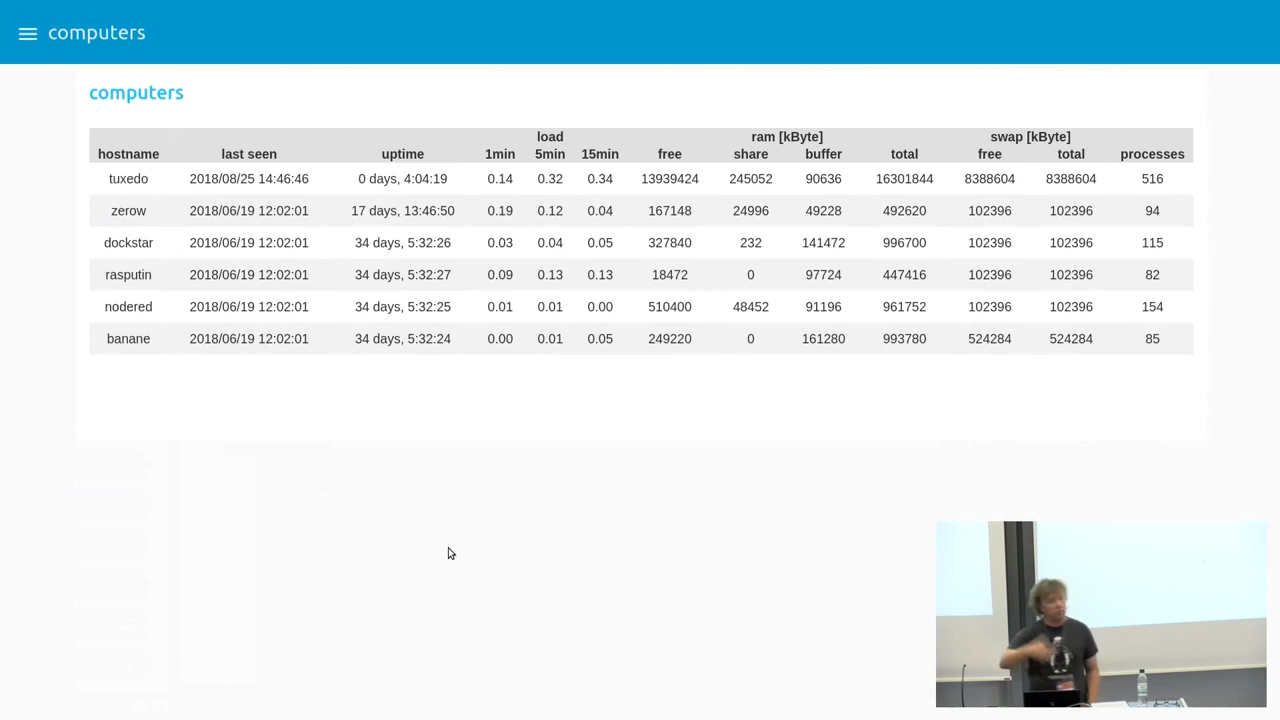 computers
computers
load ram [kByte] swap [kByte]
hostname last seen uptime 1min 5min 15min free share buffer total free total processes
tuxedo 2018/08/25 14:46:46 0 days, 4:04:19 0.14 0.32 0.34 13939424 245052 90636 16301844 8388604 8388604 516
zerow 2018/06/19 12:02:01 17 days, 13:46:50 0.19 0.12 0.04 167148 24996 49228 492620 102396 102396 94
dockstar 2018/06/19 12:02:01 34 days, 5:32:26 0.03 0.04 0.05 327840 232 141472 996700 102396 102396 115
rasputin 2018/06/19 12:02:01 34 days, 5:32:27 0.09 0.13 0.13 18472 0 97724 447416 102396 102396 82
nodered 2018/06/19 12:02:01 34 days, 5:32:25 0.01 0.01 0.00 510400 48452 91196 961752 102396 102396 154
banane 2018/06/19 12:02:01 34 days, 5:32:24 0.00 0.01 0.05 249220 0 161280 993780 524284 524284 85